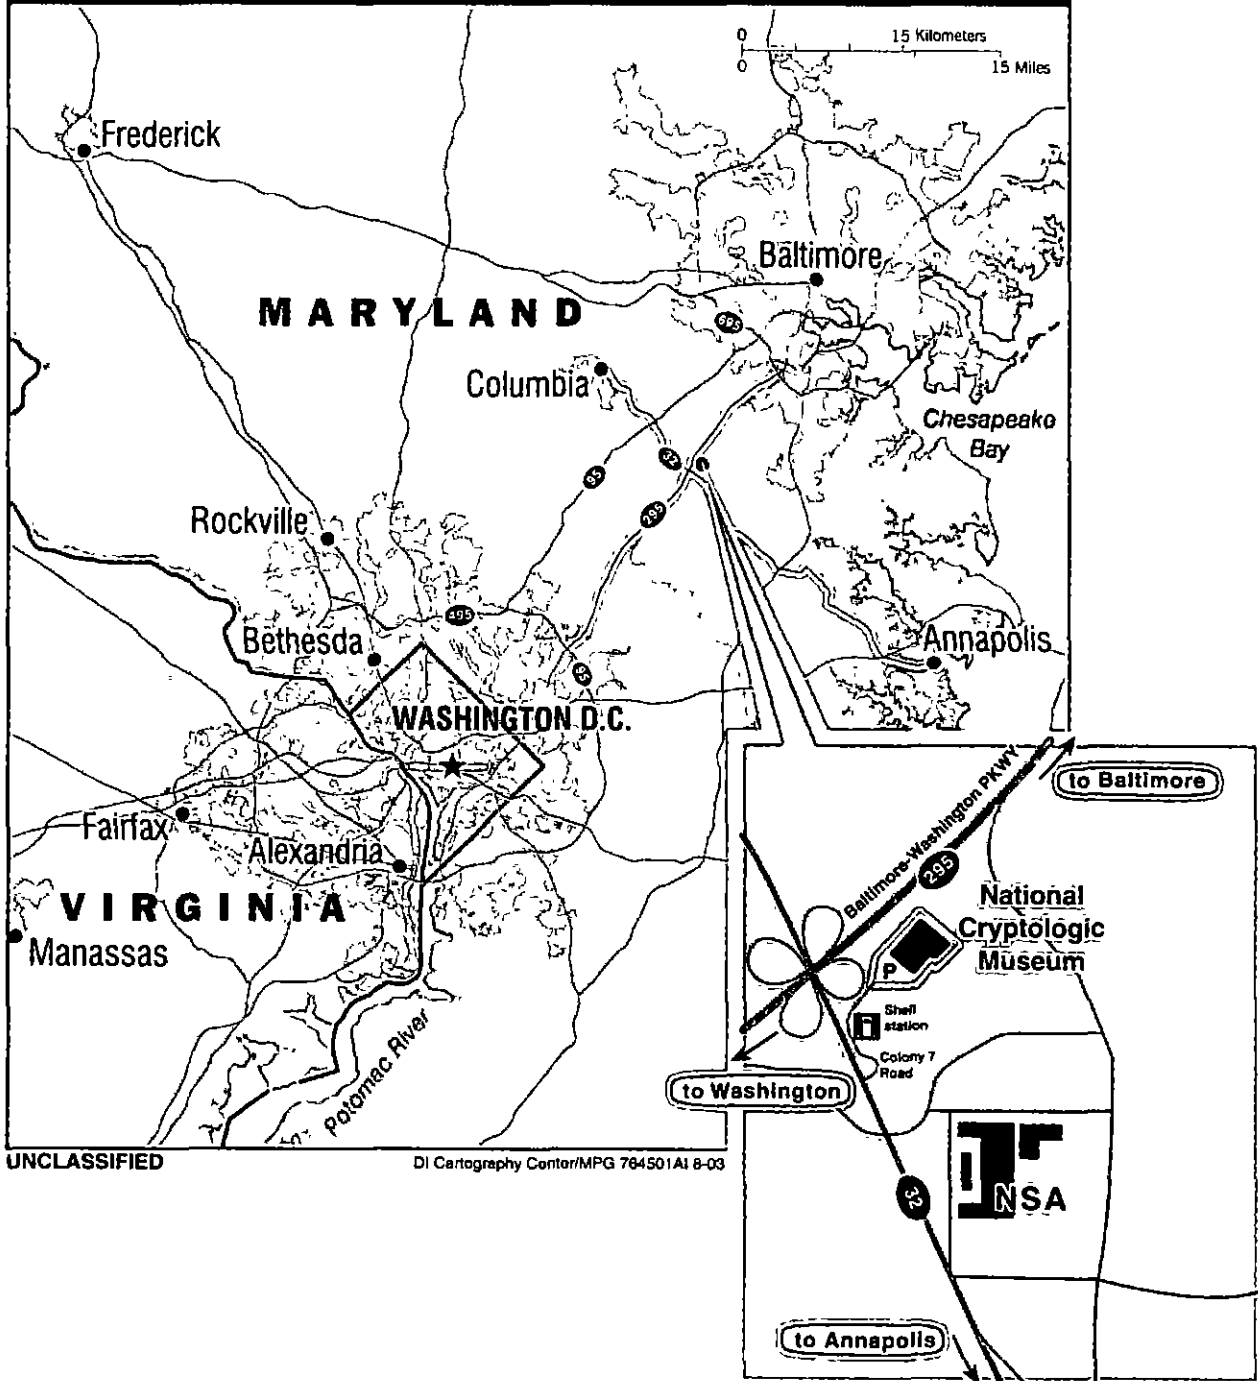 0 15 Kilometers
0 15 Miles
Frederick
Baltimore
MARYLAND
695
Columbia
Chesapeake
Bay
32
95
295
Rockville
495
Bethesda
Annapolis
95
WASHINGTON D.C.
Fairfax
Alexandria
VIRGINIA
Manassas
Potomac River
UNCLASSIFIED
DI Cartography Center/MPG 764501AI 8-03
to Baltimore
Baltimore-Washington PKWY
295
National
Cryptologic
Museum
P
Shell
station
Colony 7
Road
to Washington
NSA
32
to Annapolis